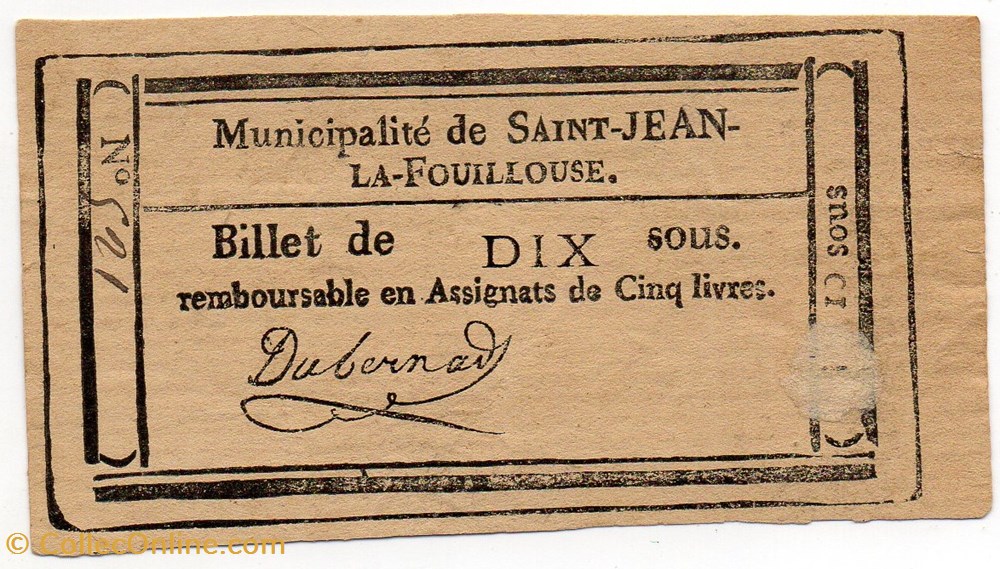 No 125
Municipalité de SAINT-JEAN-
LA-FOUILLOUSE.
Billet de DIX sous.
remboursable en Assignats de Cinq livres.
Dubernad
sous
© CollecOnline.com